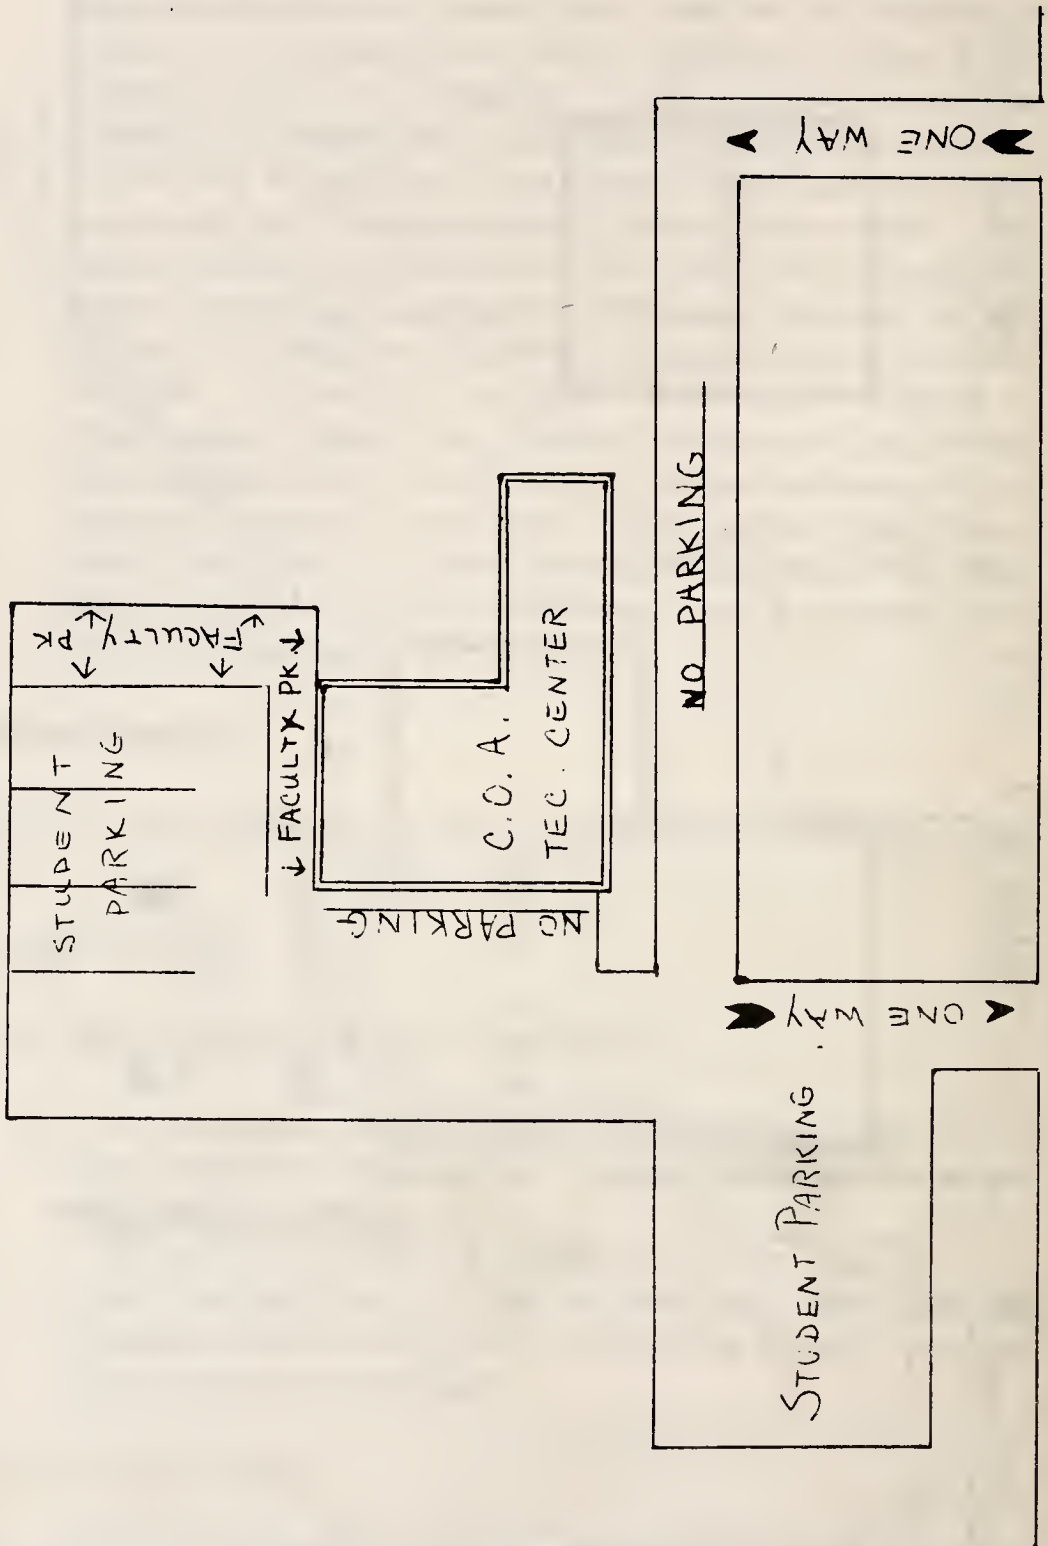 STUDENT
PARKING
FACULTY
PK
FACULTY PK
C.O.A.
TEC. CENTER
NO PARKING
NO PARKING
ONE WAY
ONE WAY
STUDENT PARKING